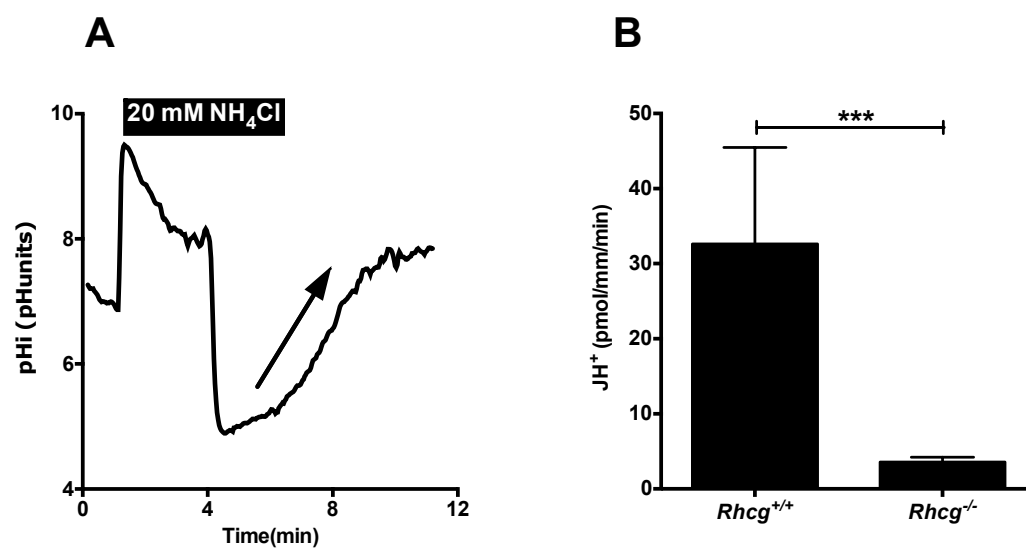 A
20 mM NH₄Cl
10
8
6
4
pHi (pHunits)
0 4 8 12
Time(min)
B
***
50
40
30
20
10
0
JH⁺ (pmol/mm/min)
Rhcg⁺/⁺ Rhcg⁻/⁻